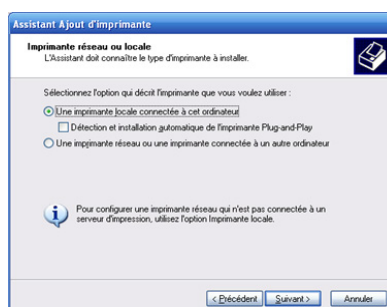 Assistant Ajout d'imprimante
Imprimante réseau ou locale
L'Assistant doit connaître le type d'imprimante à installer.
Sélectionnez l'option qui décrit l'imprimante que vous voulez utiliser :
Une imprimante locale connectée à cet ordinateur
Détection et installation automatique de l'imprimante Plug-and-Play
Une imprimante réseau ou une imprimante connectée à un autre ordinateur
Pour configurer une imprimante réseau qui n'est pas connectée à un
serveur d'impression, utilisez l'option Imprimante locale.
< Précédent Suivant > Annuler